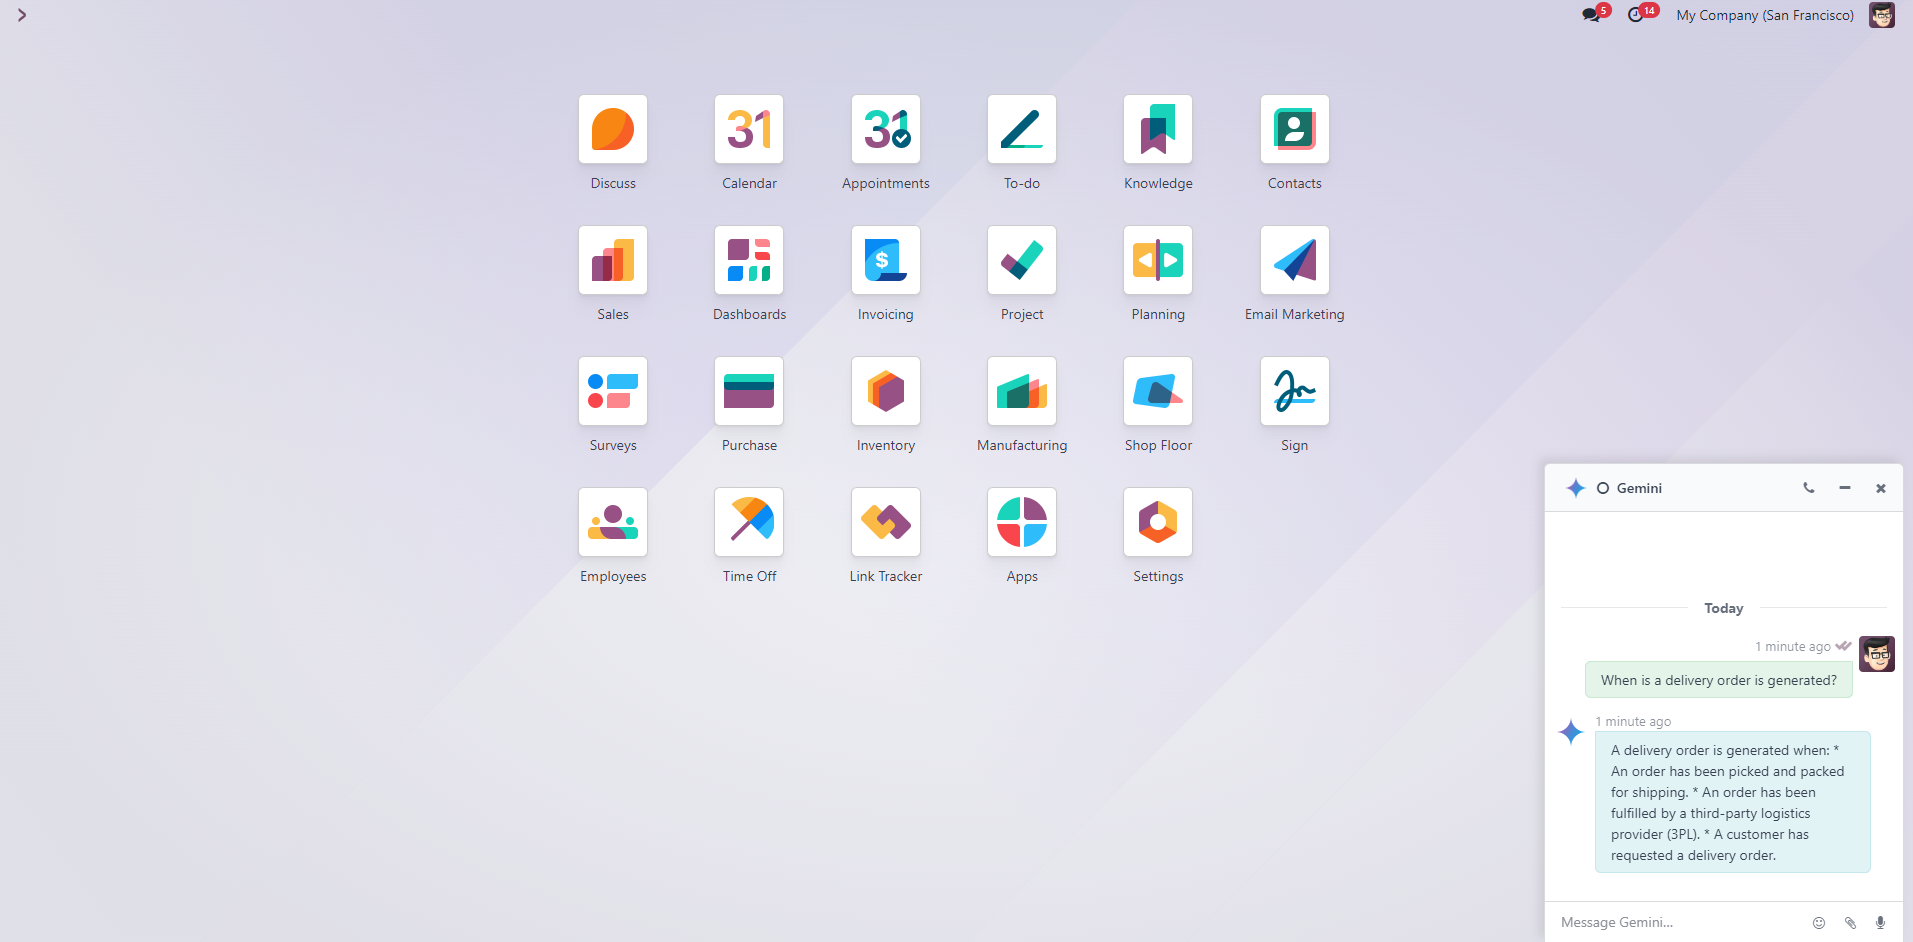 5
14
My Company (San Francisco)
31
31
Discuss
Calendar
Appointments
To-do
Knowledge
Contacts
$
Sales
Dashboards
Invoicing
Project
Planning
Email Marketing
Surveys
Purchase
Inventory
Manufacturing
Shop Floor
Sign
Employees
Time Off
Link Tracker
Apps
Settings
Gemini
Today
1 minute ago
When is a delivery order is generated?
1 minute ago
A delivery order is generated when: *
An order has been picked and packed
for shipping. * An order has been
fulfilled by a third-party logistics
provider (3PL). * A customer has
requested a delivery order.
Message Gemini...